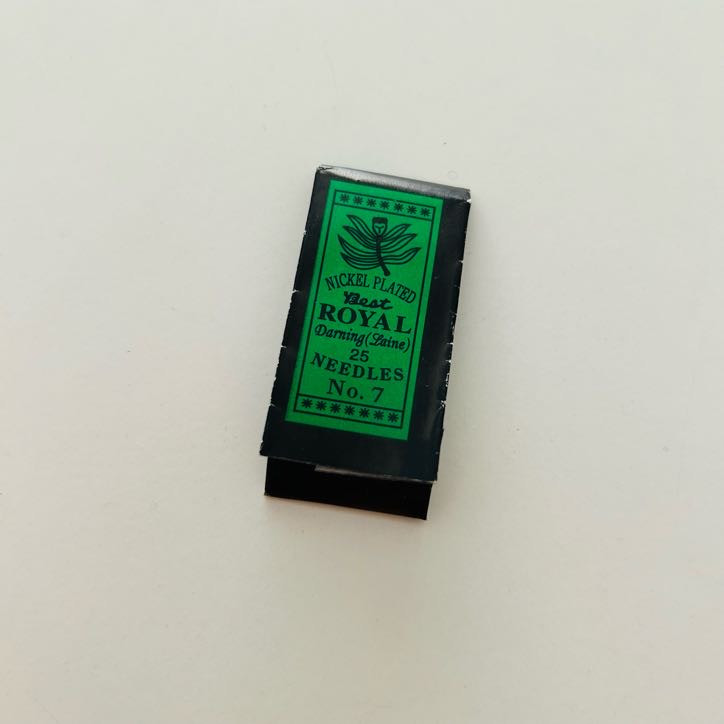 NICKEL PLATED
Best
ROYAL
Darning (Laine)
25
NEEDLES
No. 7